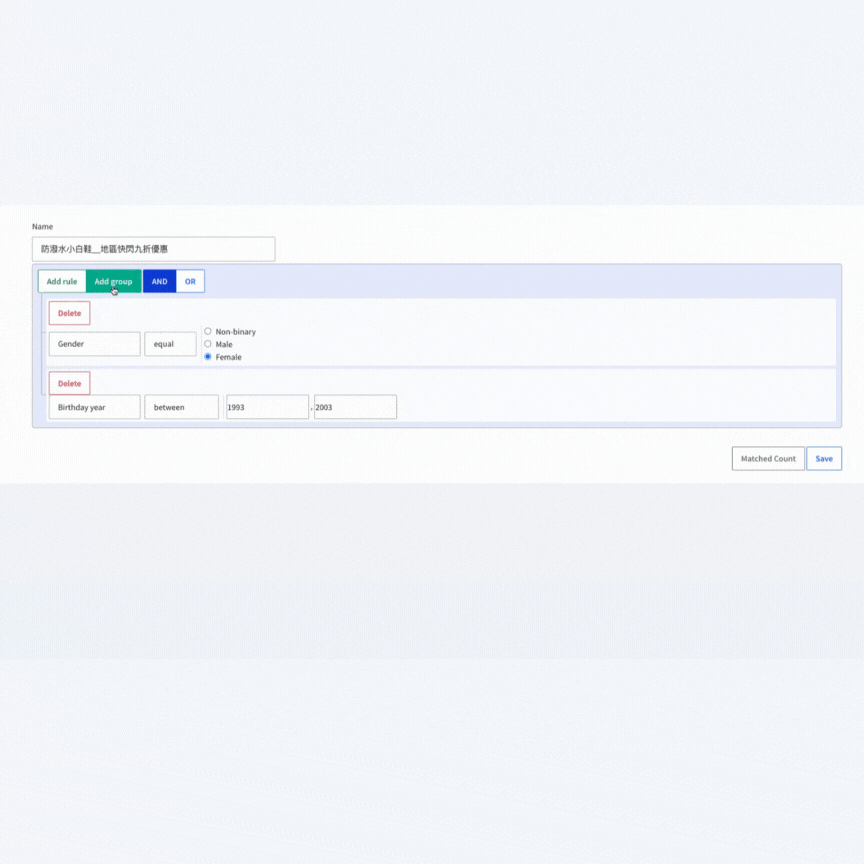 Name
防潑水小白鞋__地區快閃九折優惠
Add rule Add group AND OR
Delete
Gender equal
Non-binary
Male
Female
Delete
Birthday year between 1993 , 2003
Matched Count Save